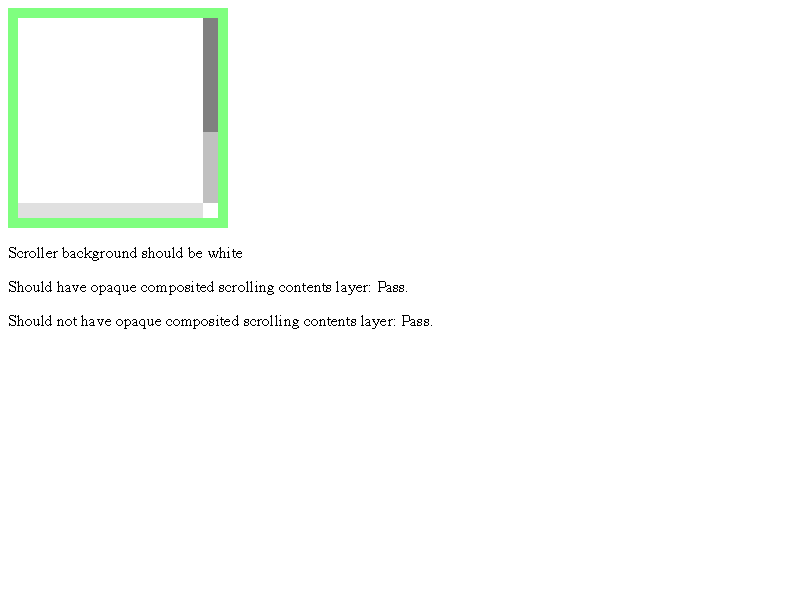 Scroller background should be white
Should have opaque composited scrolling contents layer: Pass.
Should not have opaque composited scrolling contents layer: Pass.